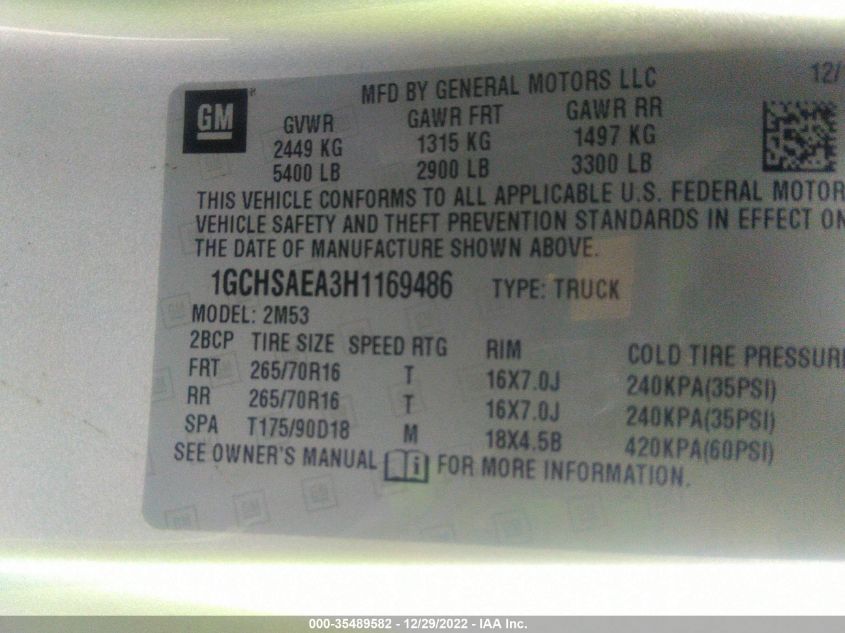 MFD BY GENERAL MOTORS LLC 12/
GM
GVWR GAWR FRT GAWR RR
2449 KG 1315 KG 1497 KG
5400 LB 2900 LB 3300 LB
THIS VEHICLE CONFORMS TO ALL APPLICABLE U.S. FEDERAL MOTOR
VEHICLE SAFETY AND THEFT PREVENTION STANDARDS IN EFFECT ON
THE DATE OF MANUFACTURE SHOWN ABOVE.
1GCHSAEA3H1169486 TYPE: TRUCK
MODEL: 2M53
2BCP TIRE SIZE SPEED RTG RIM COLD TIRE PRESSURE
FRT 265/70R16 T 16X7.0J 240KPA(35PSI)
RR 265/70R16 T 16X7.0J 240KPA(35PSI)
SPA T175/90D18 M 18X4.5B 420KPA(60PSI)
SEE OWNER'S MANUAL i FOR MORE INFORMATION.
000-35489582 - 12/29/2022 - IAA Inc.